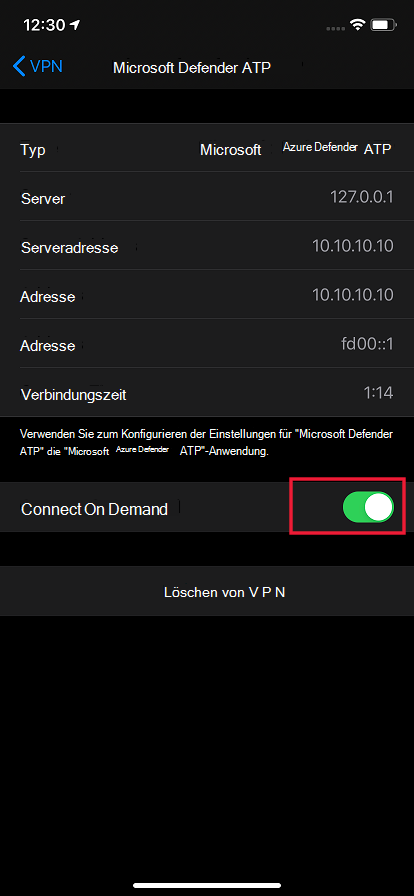 12:30
VPN Microsoft Defender ATP
Typ Microsoft Azure Defender ATP
Server 127.0.0.1
Serveradresse 10.10.10.10
Adresse 10.10.10.10
Adresse fd00::1
Verbindungszeit 1:14
Verwenden Sie zum Konfigurieren der Einstellungen für "Microsoft Defender
ATP" die "Microsoft Azure Defender ATP"-Anwendung.
Connect On Demand
Löschen von V P N